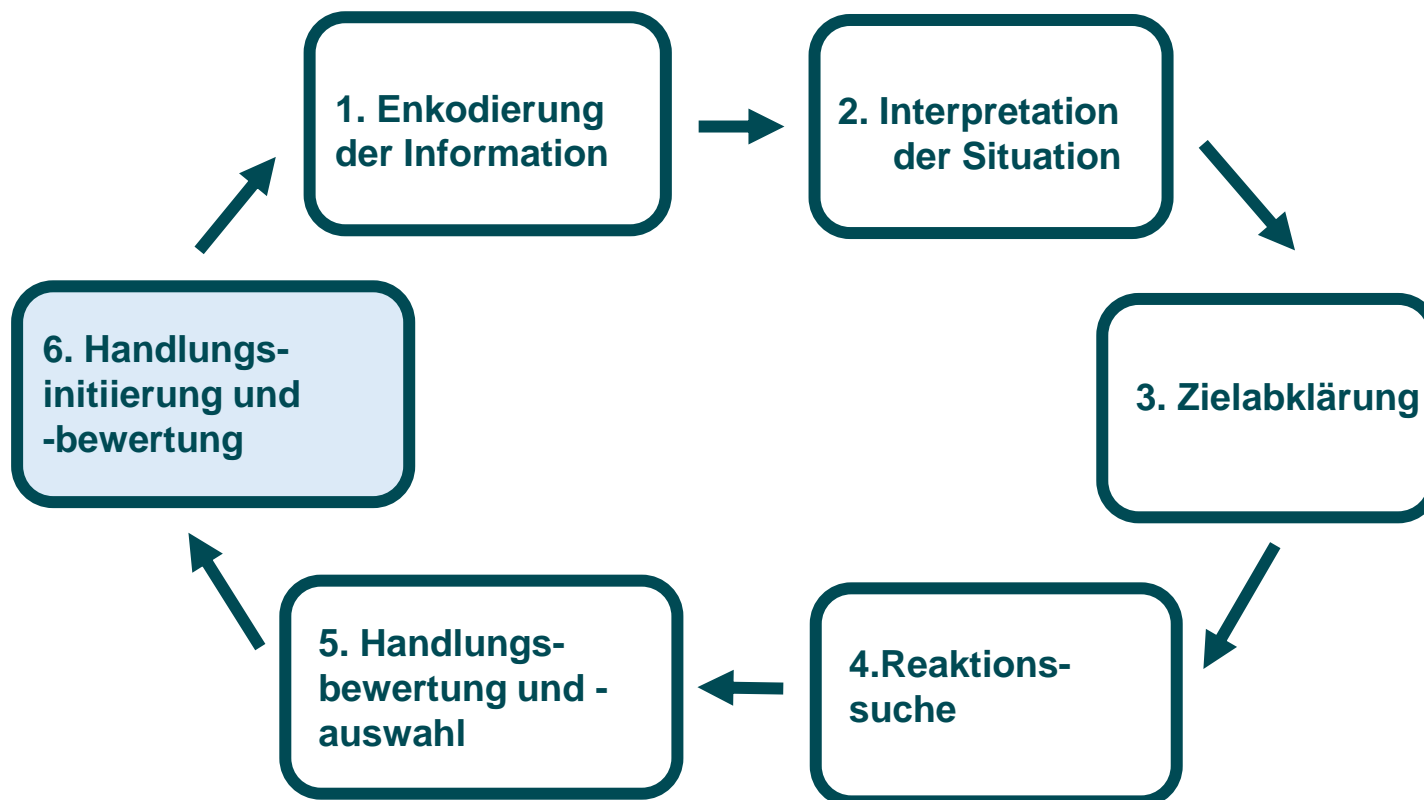 1. Enkodierung
der Information
2. Interpretation
der Situation
3. Zielabklärung
4.Reaktions-
suche
5. Handlungs-
bewertung und -
auswahl
6. Handlungs-
initiierung und
-bewertung